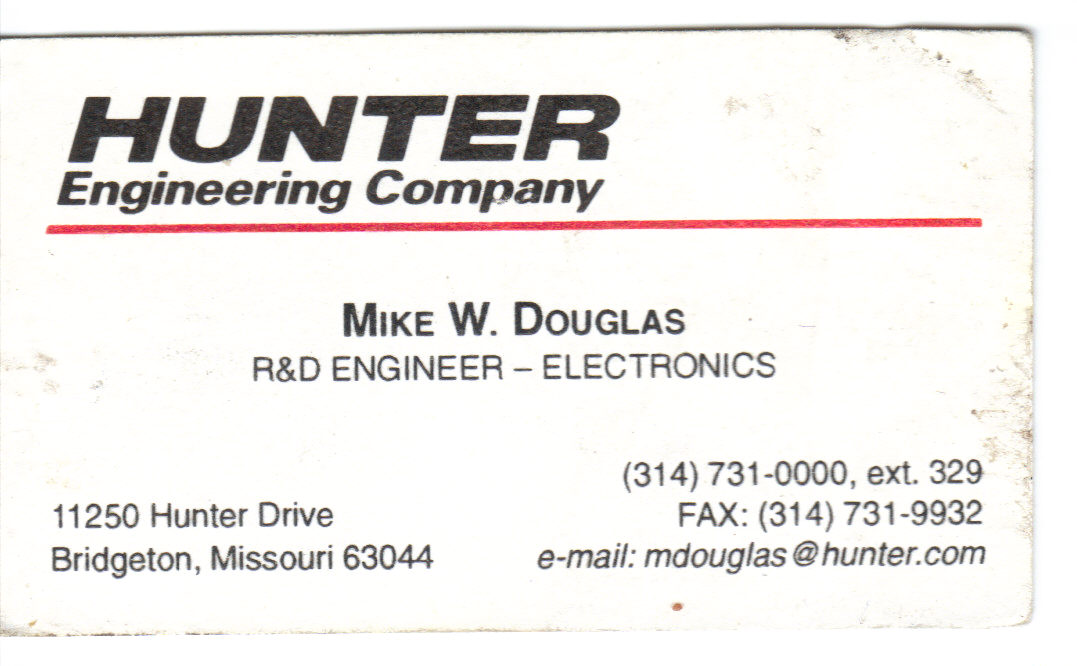 HUNTER
Engineering Company
MIKE W. DOUGLAS
R&D ENGINEER – ELECTRONICS
(314) 731-0000, ext. 329
11250 Hunter Drive
FAX: (314) 731-9932
Bridgeton, Missouri 63044
e-mail: mdouglas@hunter.com